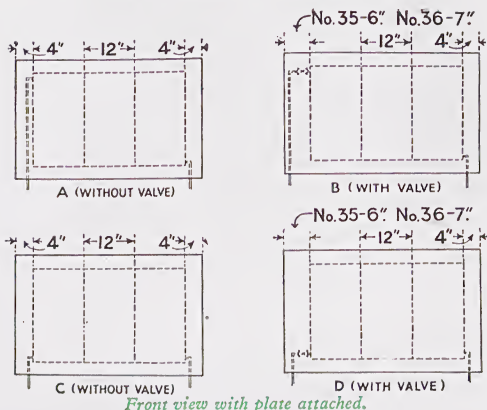 No.35-6." No.36-7."
4" 12" 4"
12" 4"
A (WITHOUT VALVE)
B (WITH VALVE)
No.35-6." No.36-7."
4" 12" 4"
12" 4"
C (WITHOUT VALVE)
D (WITH VALVE)
Front view with plate attached.